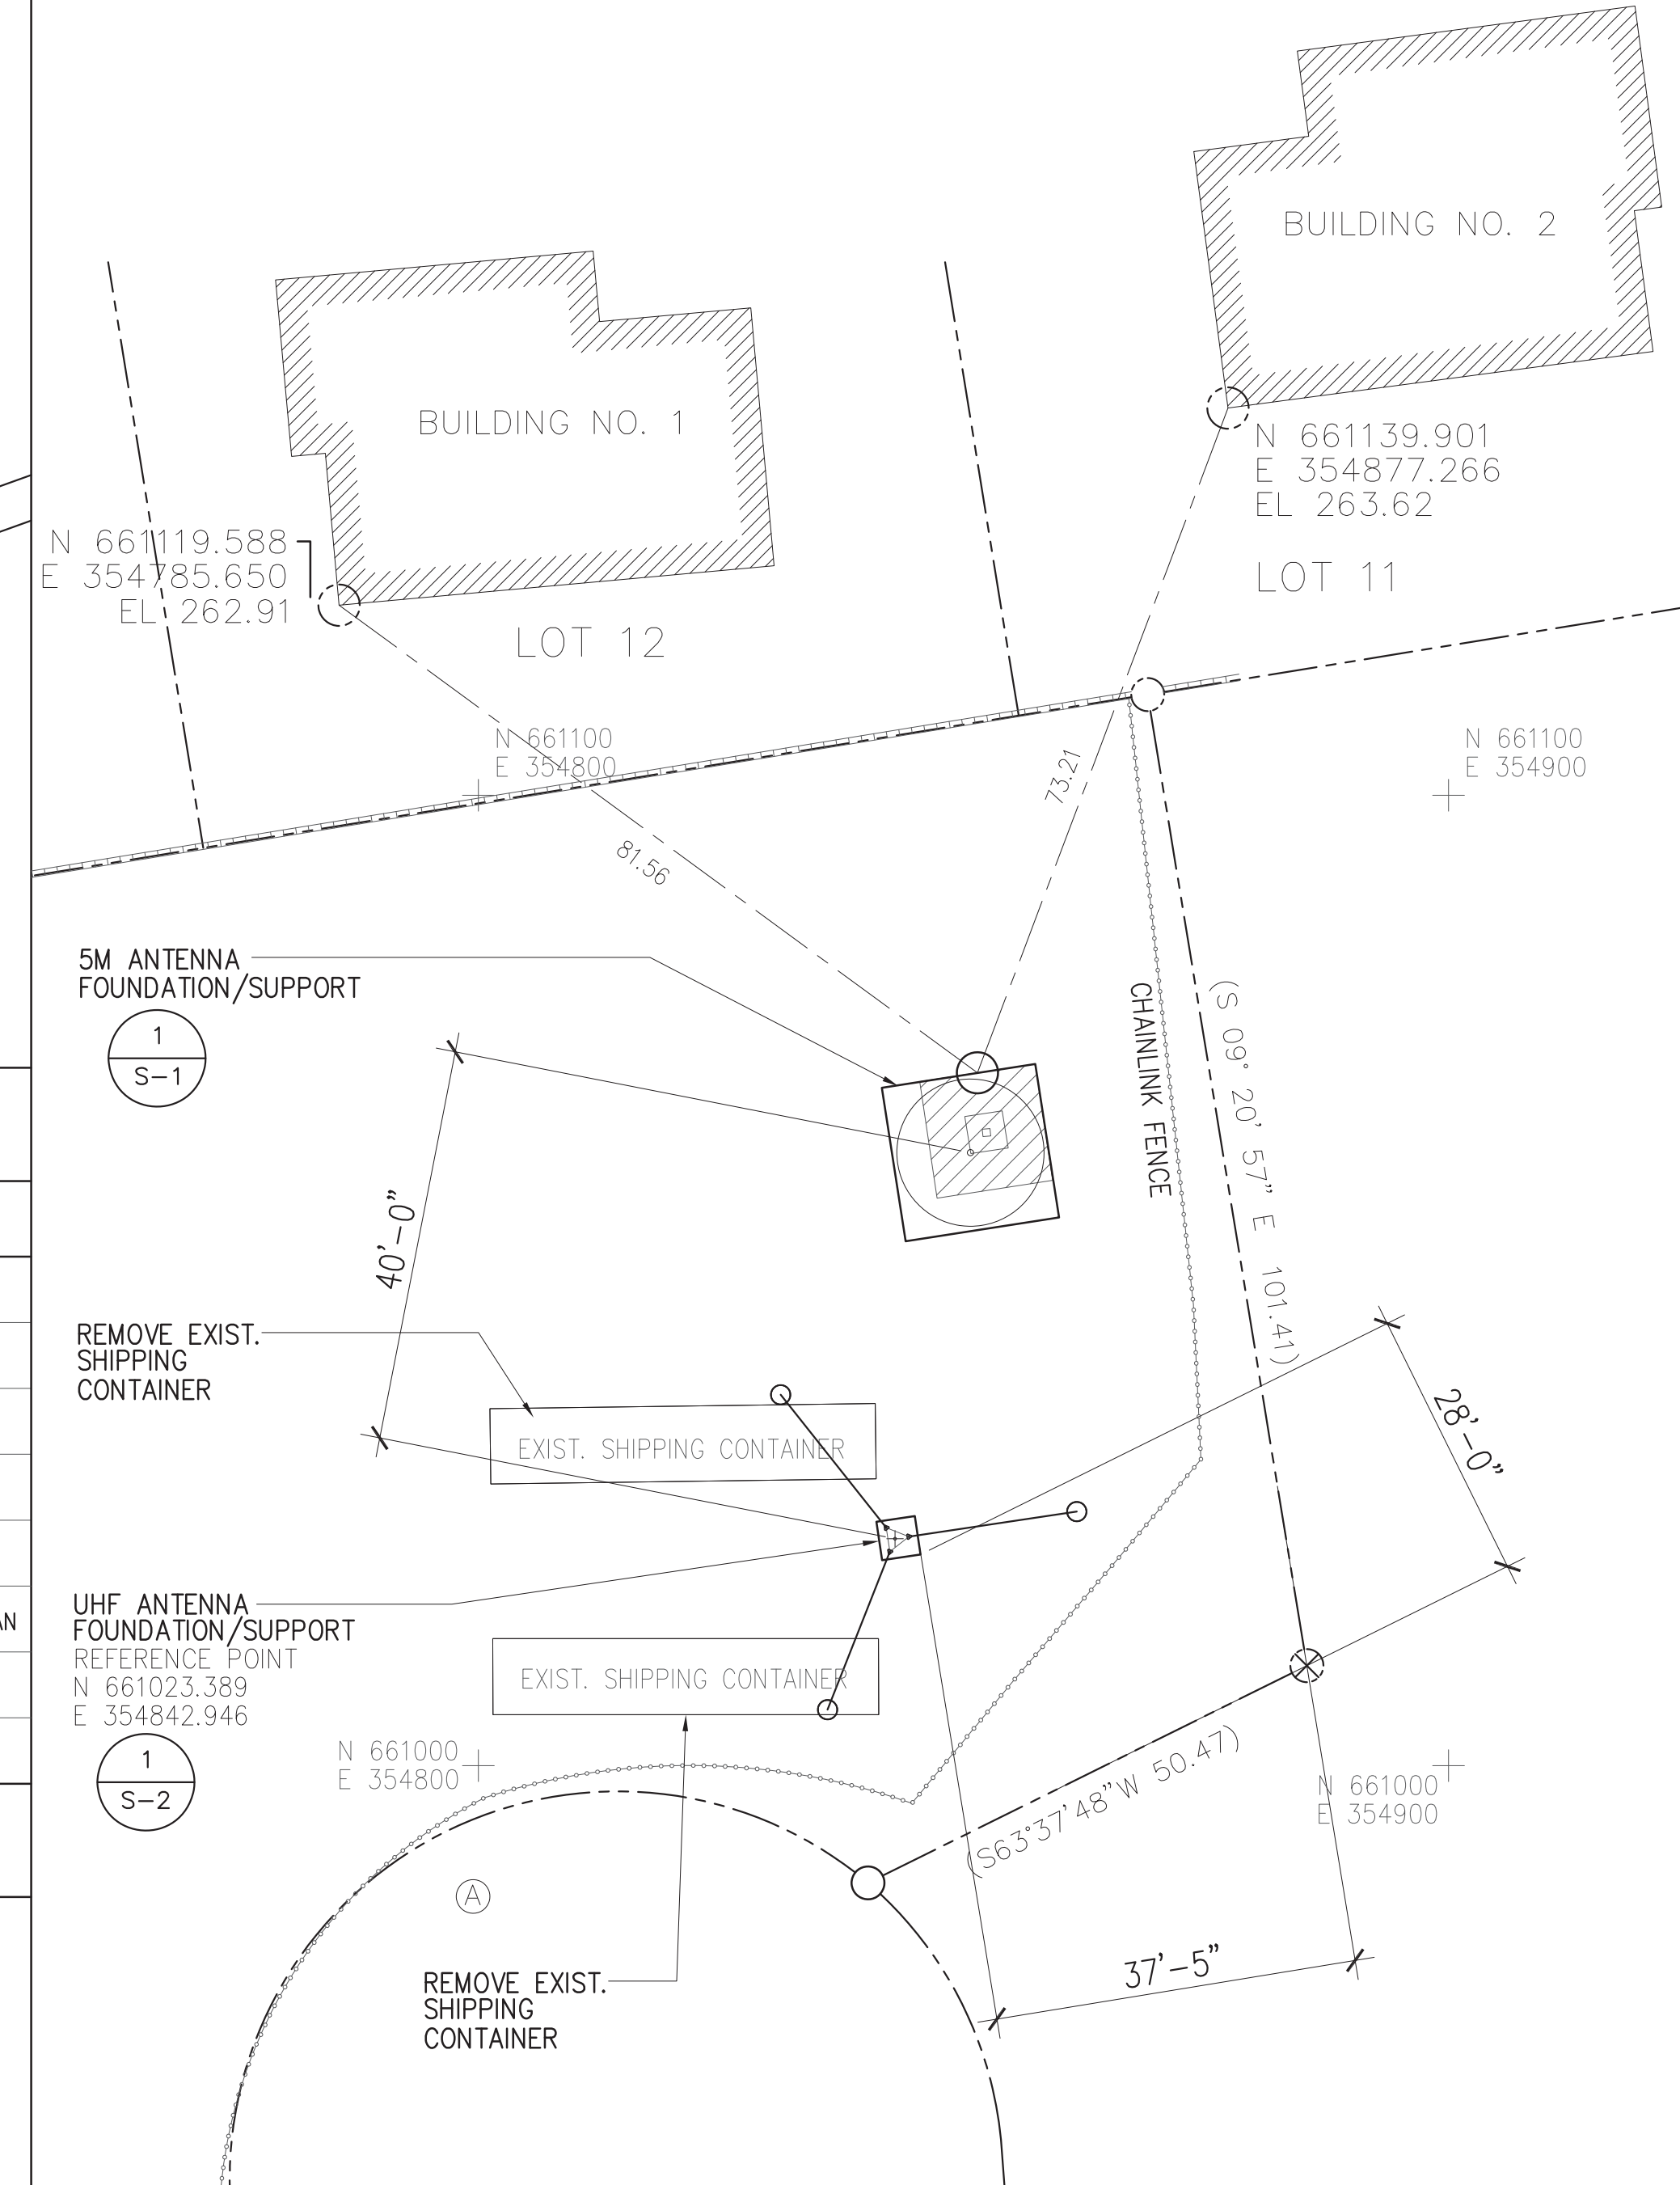 BUILDING NO. 2
BUILDING NO. 1
N 661139.901
E 354877.266
EL 263.62
N 661119.588
E 354785.650
EL 262.91
LOT 11
LOT 12
N 661100
E 354800
N 661100
E 354900
73.21
81.56
5M ANTENNA
FOUNDATION/SUPPORT
1
S-1
CHAINLINK FENCE
(S 09° 20' 57" E 101.41)
40'-0"
REMOVE EXIST.
SHIPPING
CONTAINER
28'-0"
EXIST. SHIPPING CONTAINER
UHF ANTENNA
FOUNDATION/SUPPORT
REFERENCE POINT
N 661023.389
E 354842.946
1
S-2
EXIST. SHIPPING CONTAINER
N 661000
E 354800
(S63°37'48"W 50.47)
N 661000
E 354900
A
37'-5"
REMOVE EXIST.
SHIPPING
CONTAINER